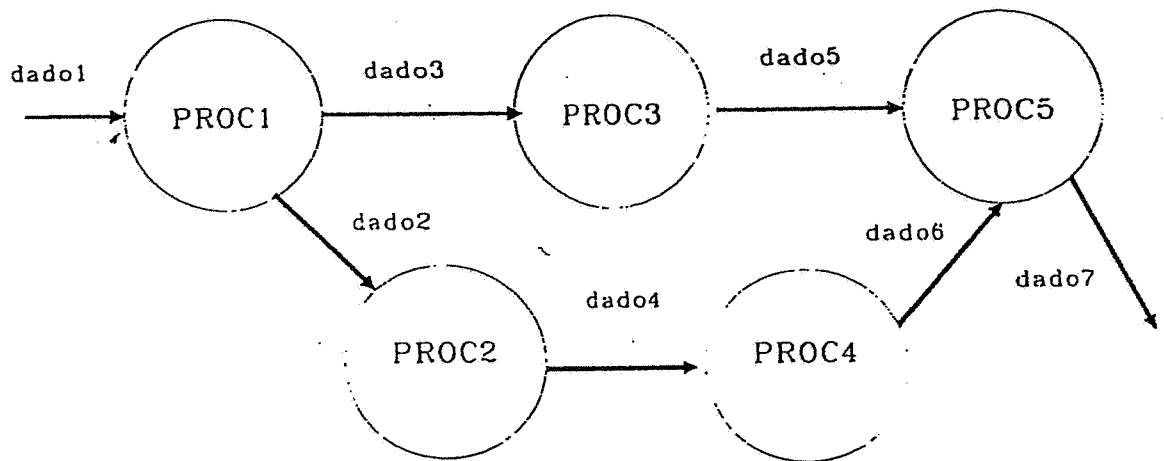 dado1
PROC1
dado3
PROC3
dado5
PROC5
dado2
dado6
dado7
PROC2
dado4
PROC4